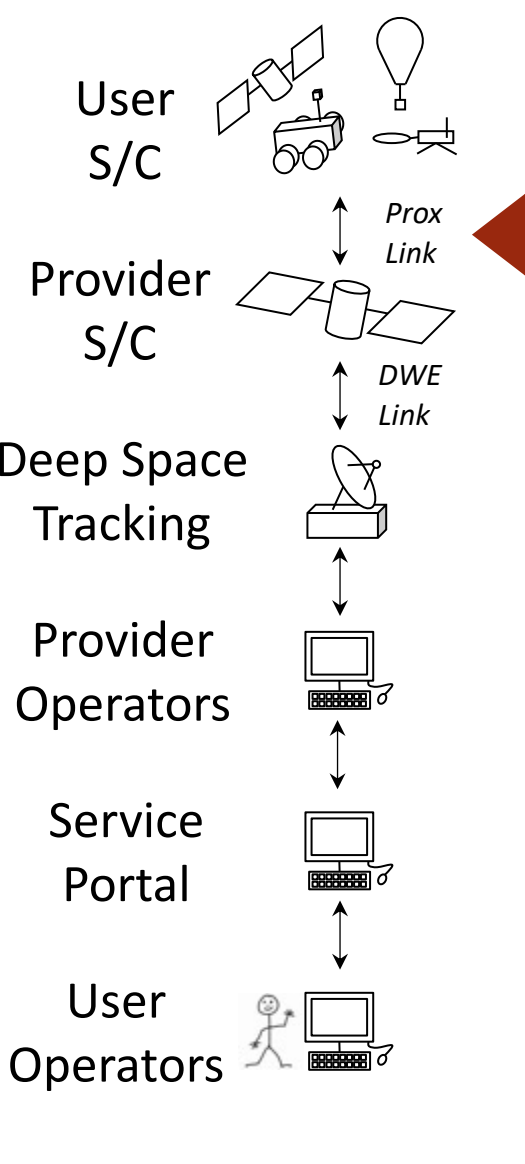 User
S/C
Prox
Link
Provider
S/C
DWE
Link
Deep Space
Tracking
Provider
Operators
Service
Portal
User
Operators